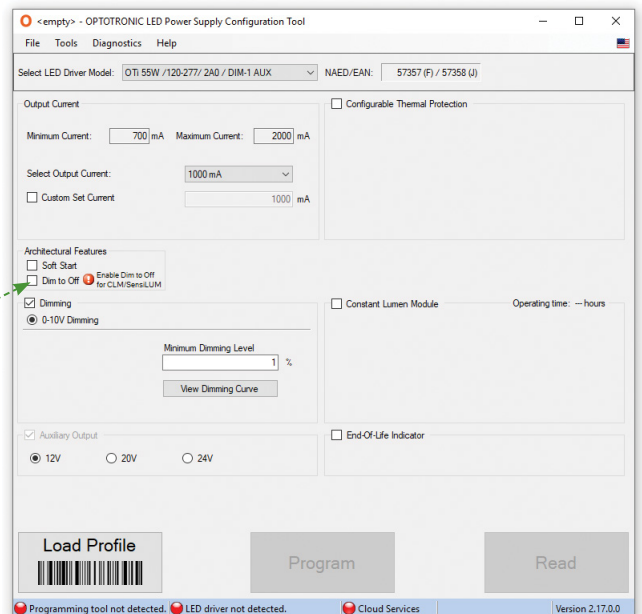 <empty> - OPTOTRONIC LED Power Supply Configuration Tool
File Tools Diagnostics Help
Select LED Driver Model: OTi 55W /120-277/ 2A0 / DIM-1 AUX NAED/EAN: 57357 (F) / 57358 (J)
Output Current
Minimum Current: 700 mA Maximum Current: 2000 mA
Select Output Current: 1000 mA
Custom Set Current 1000 mA
Configurable Thermal Protection
Architectural Features
Soft Start
Dim to Off Enable Dim to Off
for CLM/SensiLUM
Dimming
0-10V Dimming
Minimum Dimming Level
1 %
View Dimming Curve
Constant Lumen Module Operating time: --- hours
Auxiliary Output
12V 20V 24V
End-Of-Life Indicator
Load Profile
Program
Read
Programming tool not detected. LED driver not detected. Cloud Services Version 2.17.0.0